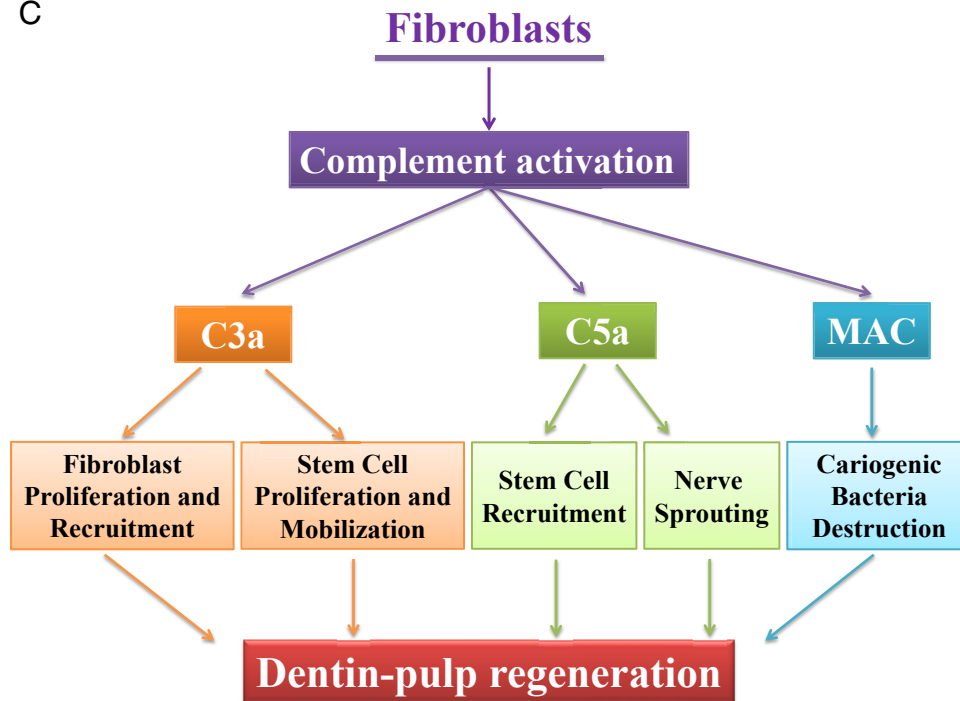 C
Fibroblasts
Complement activation
C3a
C5a
MAC
Fibroblast
Proliferation and
Recruitment
Stem Cell
Proliferation and
Mobilization
Stem Cell
Recruitment
Nerve
Sprouting
Cariogenic
Bacteria
Destruction
Dentin-pulp regeneration